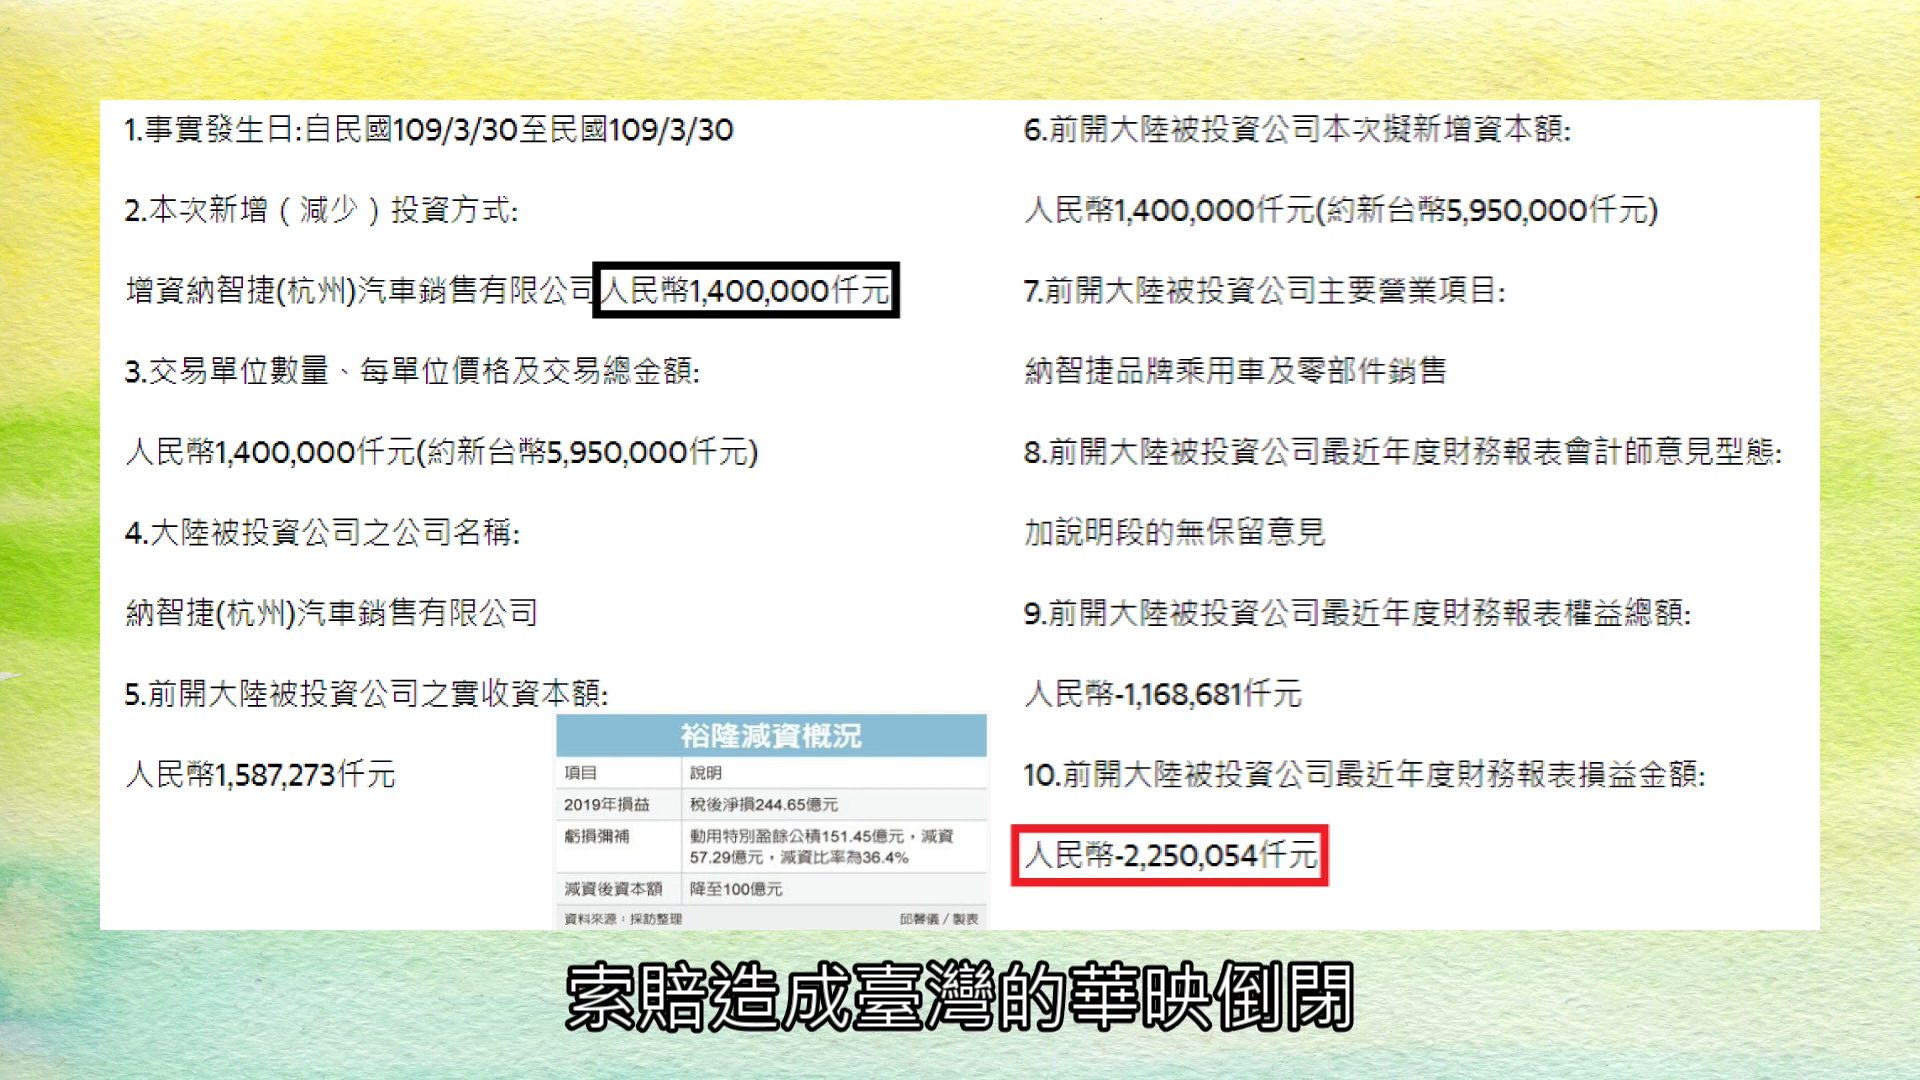 1.事實發生日:自民國109/3/30至民國109/3/30
2.本次新增（減少）投資方式:
增資納智捷(杭州)汽車銷售有限公司人民幣1,400,000仟元
3.交易單位數量、每單位價格及交易總金額:
人民幣1,400,000仟元(約新台幣5,950,000仟元)
4.大陸被投資公司之公司名稱:
納智捷(杭州)汽車銷售有限公司
5.前開大陸被投資公司之實收資本額:
人民幣1,587,273仟元
6.前開大陸被投資公司本次擬新增資本額:
人民幣1,400,000仟元(約新台幣5,950,000仟元)
7.前開大陸被投資公司主要營業項目:
納智捷品牌乘用車及零部件銷售
8.前開大陸被投資公司最近年度財務報表會計師意見型態:
加說明段的無保留意見
9.前開大陸被投資公司最近年度財務報表權益總額:
人民幣-1,168,681仟元
10.前開大陸被投資公司最近年度財務報表損益金額:
人民幣-2,250,054仟元
裕隆減資概況
項目 說明
2019年損益 稅後淨損244.65億元
虧損彌補 動用特別盈餘公積151.45億元，減資
57.29億元，減資比率為36.4%
減資後資本額 降至100億元
資料來源：採訪整理 邱馨儀／製表
索賠造成臺灣的華映倒閉